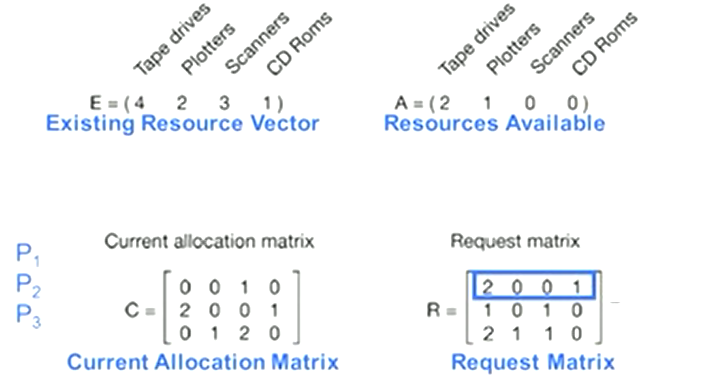 Tape drives Plotters Scanners CD Roms
Tape drives Plotters Scanners CD Roms
E = ( 4 2 3 1 )
A = ( 2 1 0 0 )
Existing Resource Vector
Resources Available
Current allocation matrix
Request matrix
P1
P2
P3
C =
0 0 1 0
2 0 0 1
0 1 2 0
R =
2 0 0 1
1 0 1 0
2 1 1 0
Current Allocation Matrix
Request Matrix